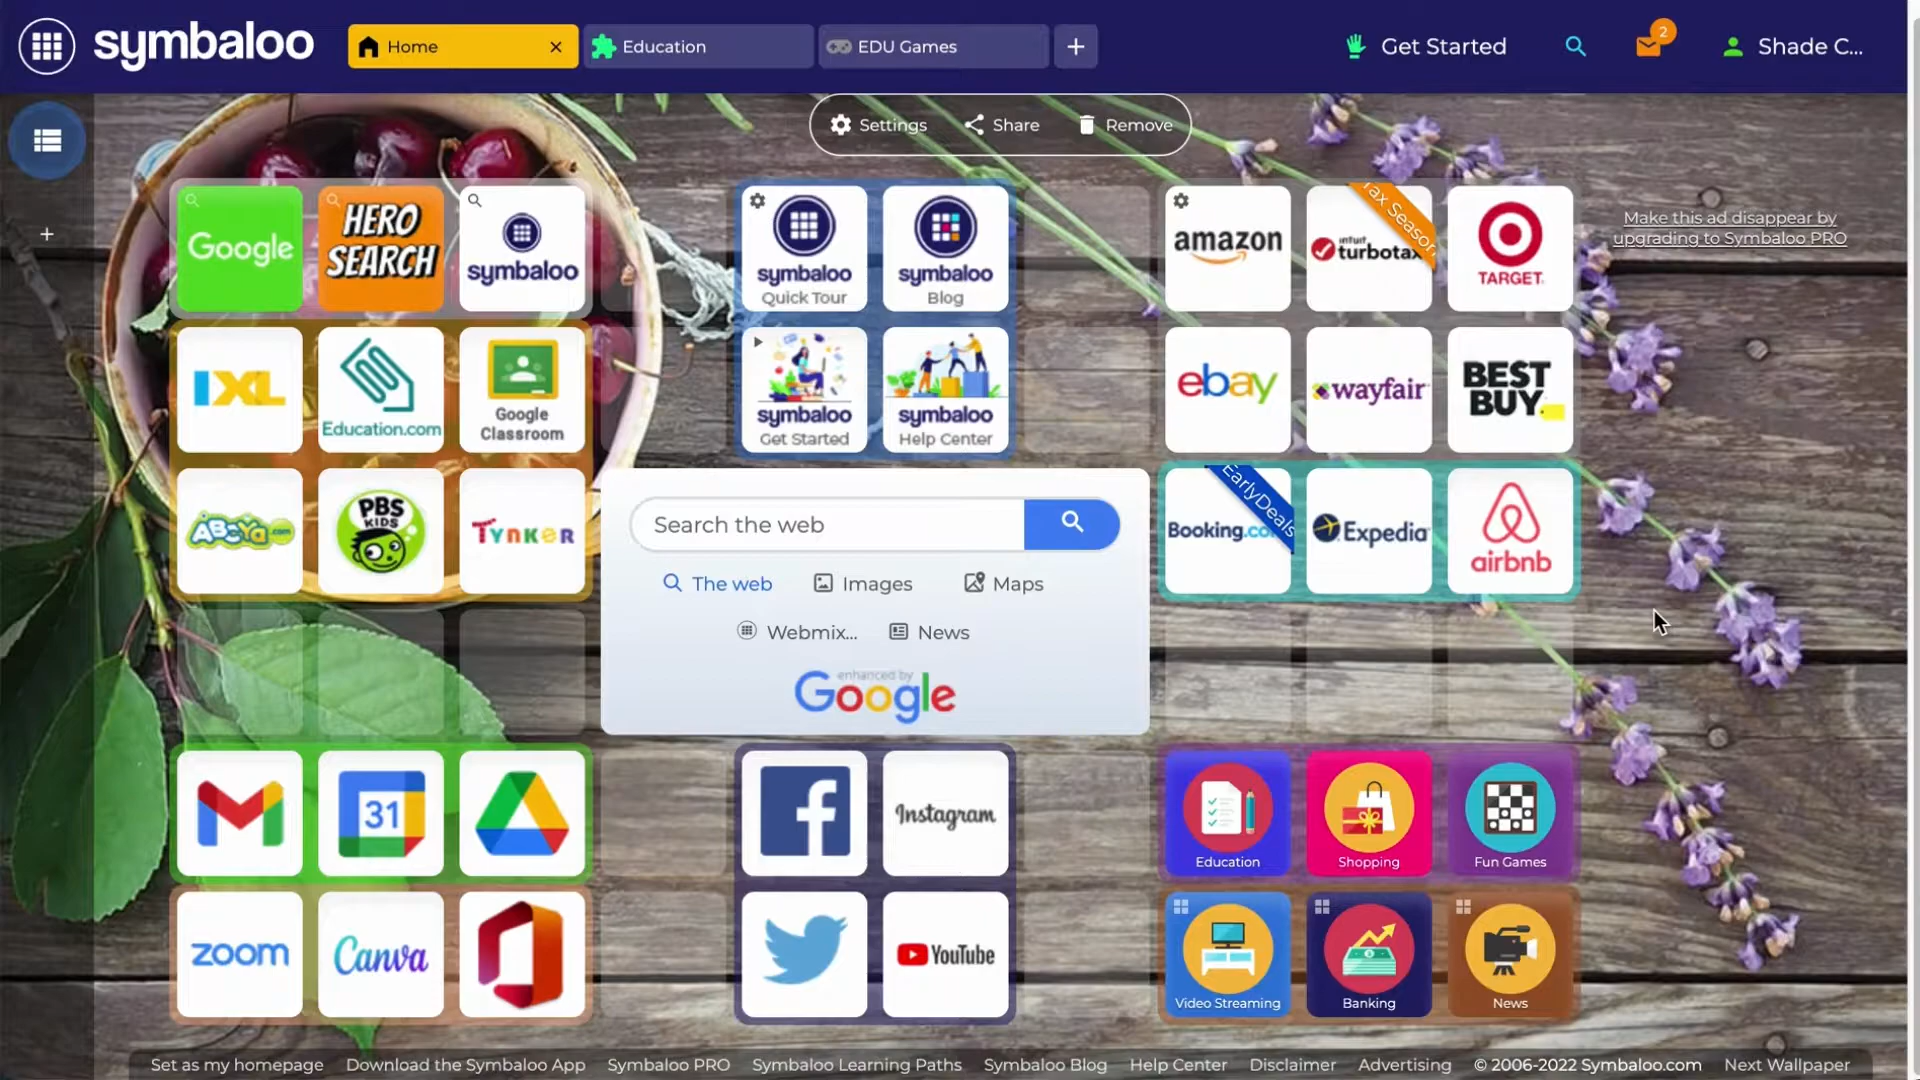 symbaloo
Home
Education
EDU Games
Get Started
2
Shade C...
Settings
Share
Remove
Google
HERO
SEARCH
symbaloo
symbaloo
Quick Tour
symbaloo
Blog
amazon
intuit
turbotax
Tax Season
TARGET
Make this ad disappear by
upgrading to Symbaloo PRO
IXL
Education.com
Google
Classroom
symbaloo
Get Started
symbaloo
Help Center
ebay
wayfair
BEST
BUY
ABCYa.com
PBS
KIDS
TYNKER
Search the web
The web
Images
Maps
Webmix...
News
enhanced by
Google
EarlyDeals
Booking.co
Expedia
airbnb
31
Instagram
Education
Shopping
Fun Games
zoom
Canva
YouTube
Video Streaming
Banking
News
Set as my homepage
Download the Symbaloo App
Symbaloo PRO
Symbaloo Learning Paths
Symbaloo Blog
Help Center
Disclaimer
Advertising
© 2006-2022 Symbaloo.com
Next Wallpaper